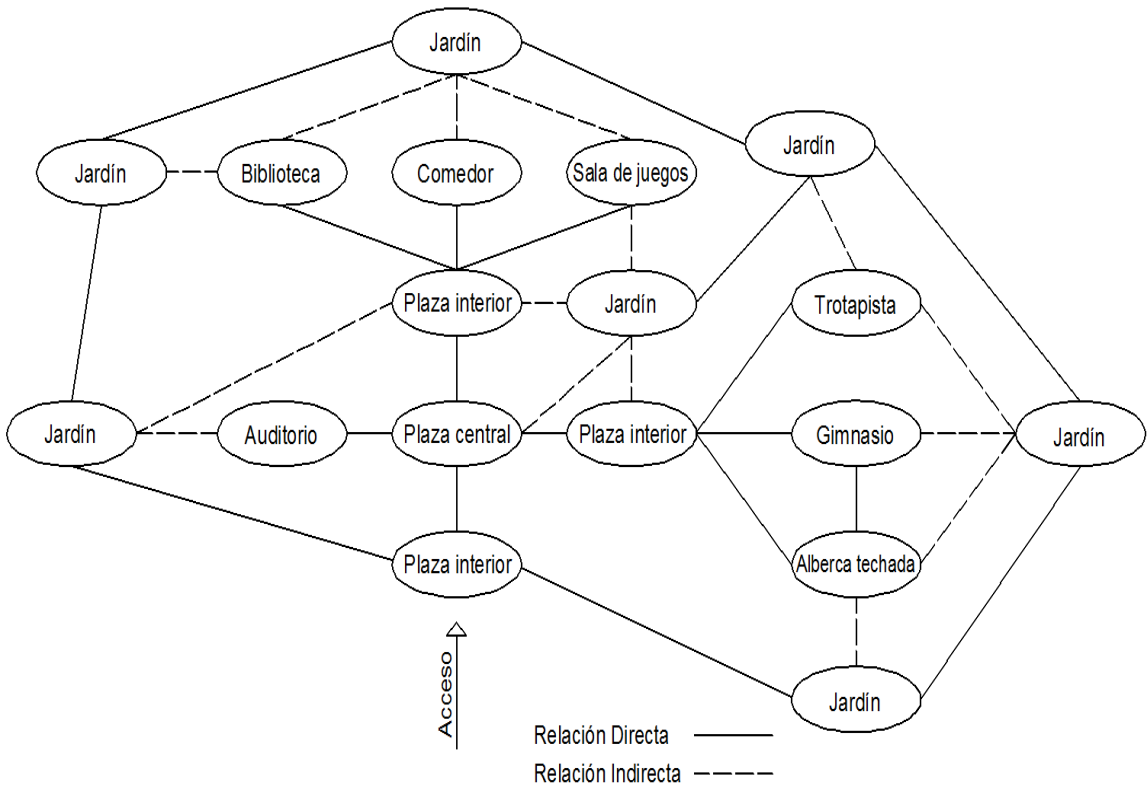 Jardín
Jardín
Jardín
Biblioteca
Comedor
Sala de juegos
Plaza interior
Jardín
Trotapista
Jardín
Auditorio
Plaza central
Plaza interior
Gimnasio
Jardín
Plaza interior
Alberca techada
Acceso
Jardín
Relación Directa
Relación Indirecta